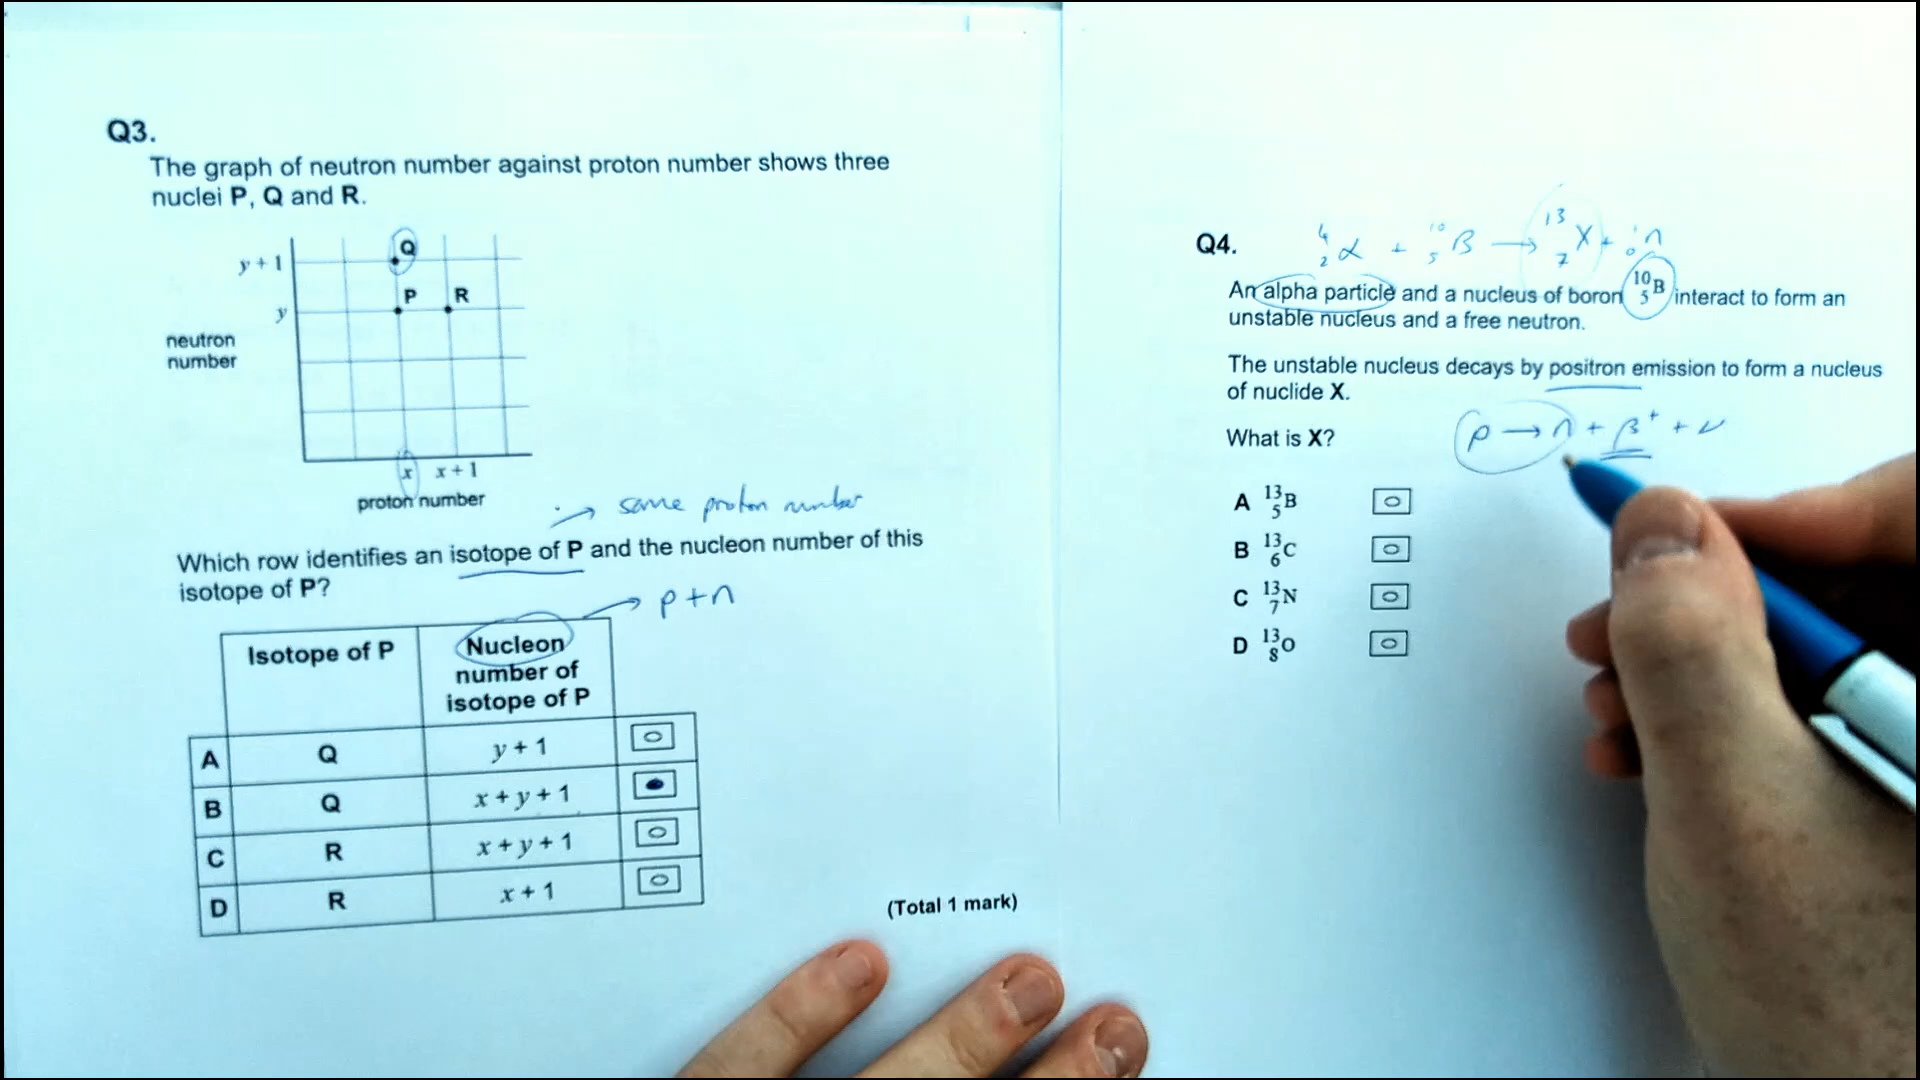 Q3.
The graph of neutron number against proton number shows three
nuclei P, Q and R.
Q
y + 1
P R
y
neutron
number
x x + 1
proton number
→ same proton number
Which row identifies an isotope of P and the nucleon number of this
isotope of P?
→ p+n
Isotope of P Nucleon
number of
isotope of P
A Q y + 1
B Q x + y + 1
C R x + y + 1
D R x + 1
(Total 1 mark)
Q4. ⁴₂α + ¹⁰₅B → ¹³₇X + ¹₀n
An alpha particle and a nucleus of boron ¹⁰₅B interact to form an
unstable nucleus and a free neutron.
The unstable nucleus decays by positron emission to form a nucleus
of nuclide X.
p → n + β⁺ + ν
What is X?
A ¹³₅B
B ¹³₆C
C ¹³₇N
D ¹³₈O